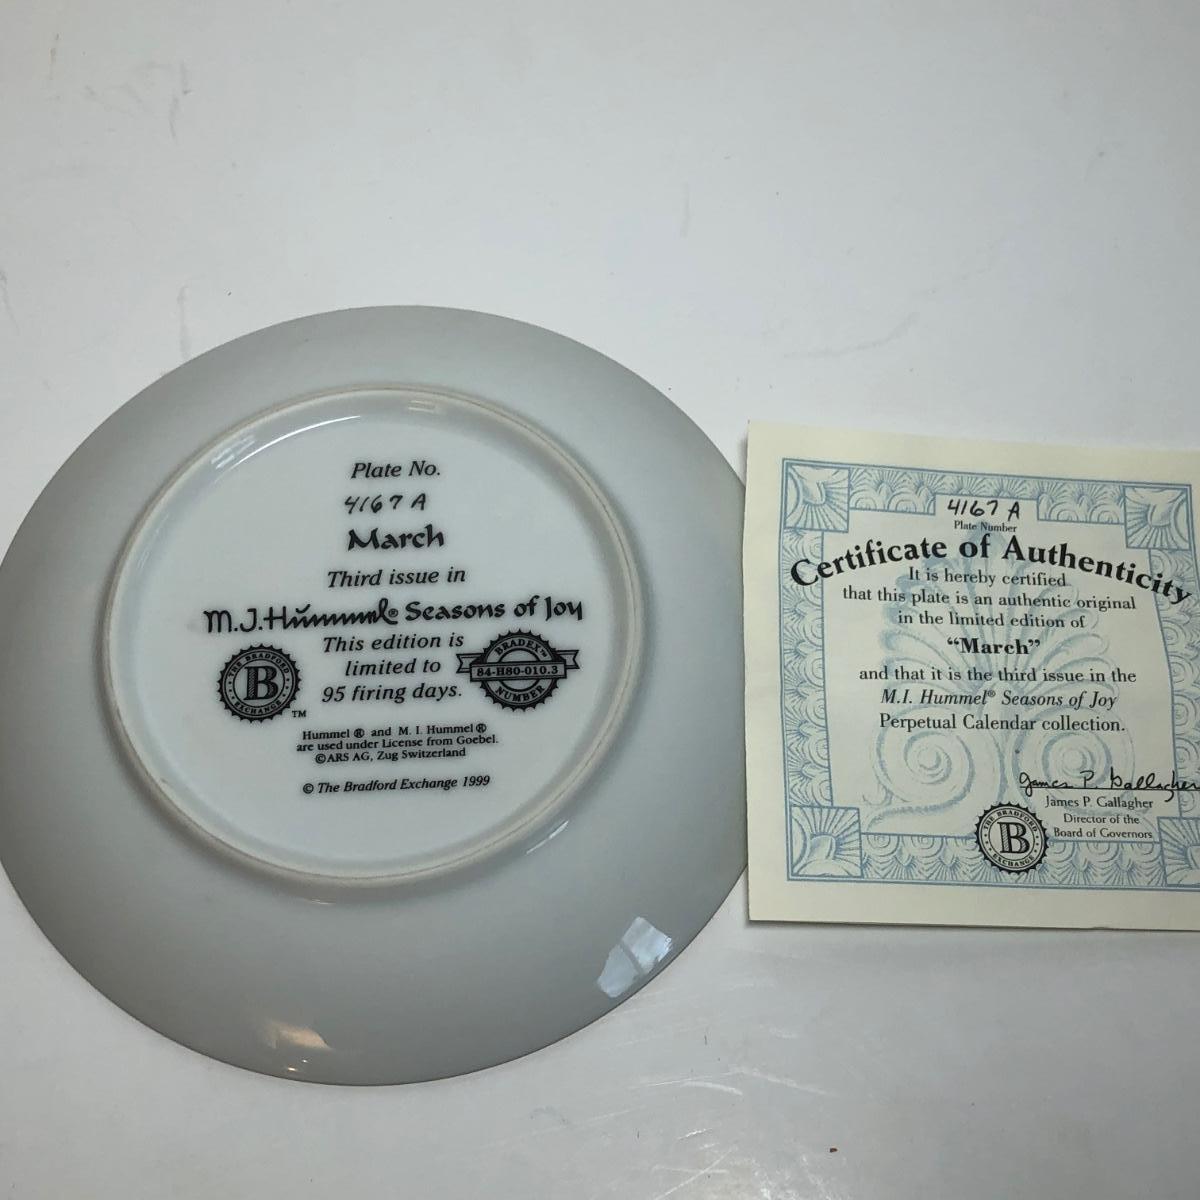 Plate No.
4167 A
March
Third issue in
M.J. Hummel® Seasons of Joy
This edition is
limited to
95 firing days.
THE BRADFORD
B
EXCHANGE
TM
BRADEX™
84-H80-010.3
NUMBER
Hummel ® and M. I. Hummel ®
are used under License from Goebel.
©ARS AG, Zug Switzerland
© The Bradford Exchange 1999
4167 A
Plate Number
Certificate of Authenticity
It is hereby certified
that this plate is an authentic original
in the limited edition of
“March”
and that it is the third issue in the
M.I. Hummel® Seasons of Joy
Perpetual Calendar collection.
James P. Gallagher
James P. Gallagher
Director of the
Board of Governors
THE BRADFORD
B
EXCHANGE